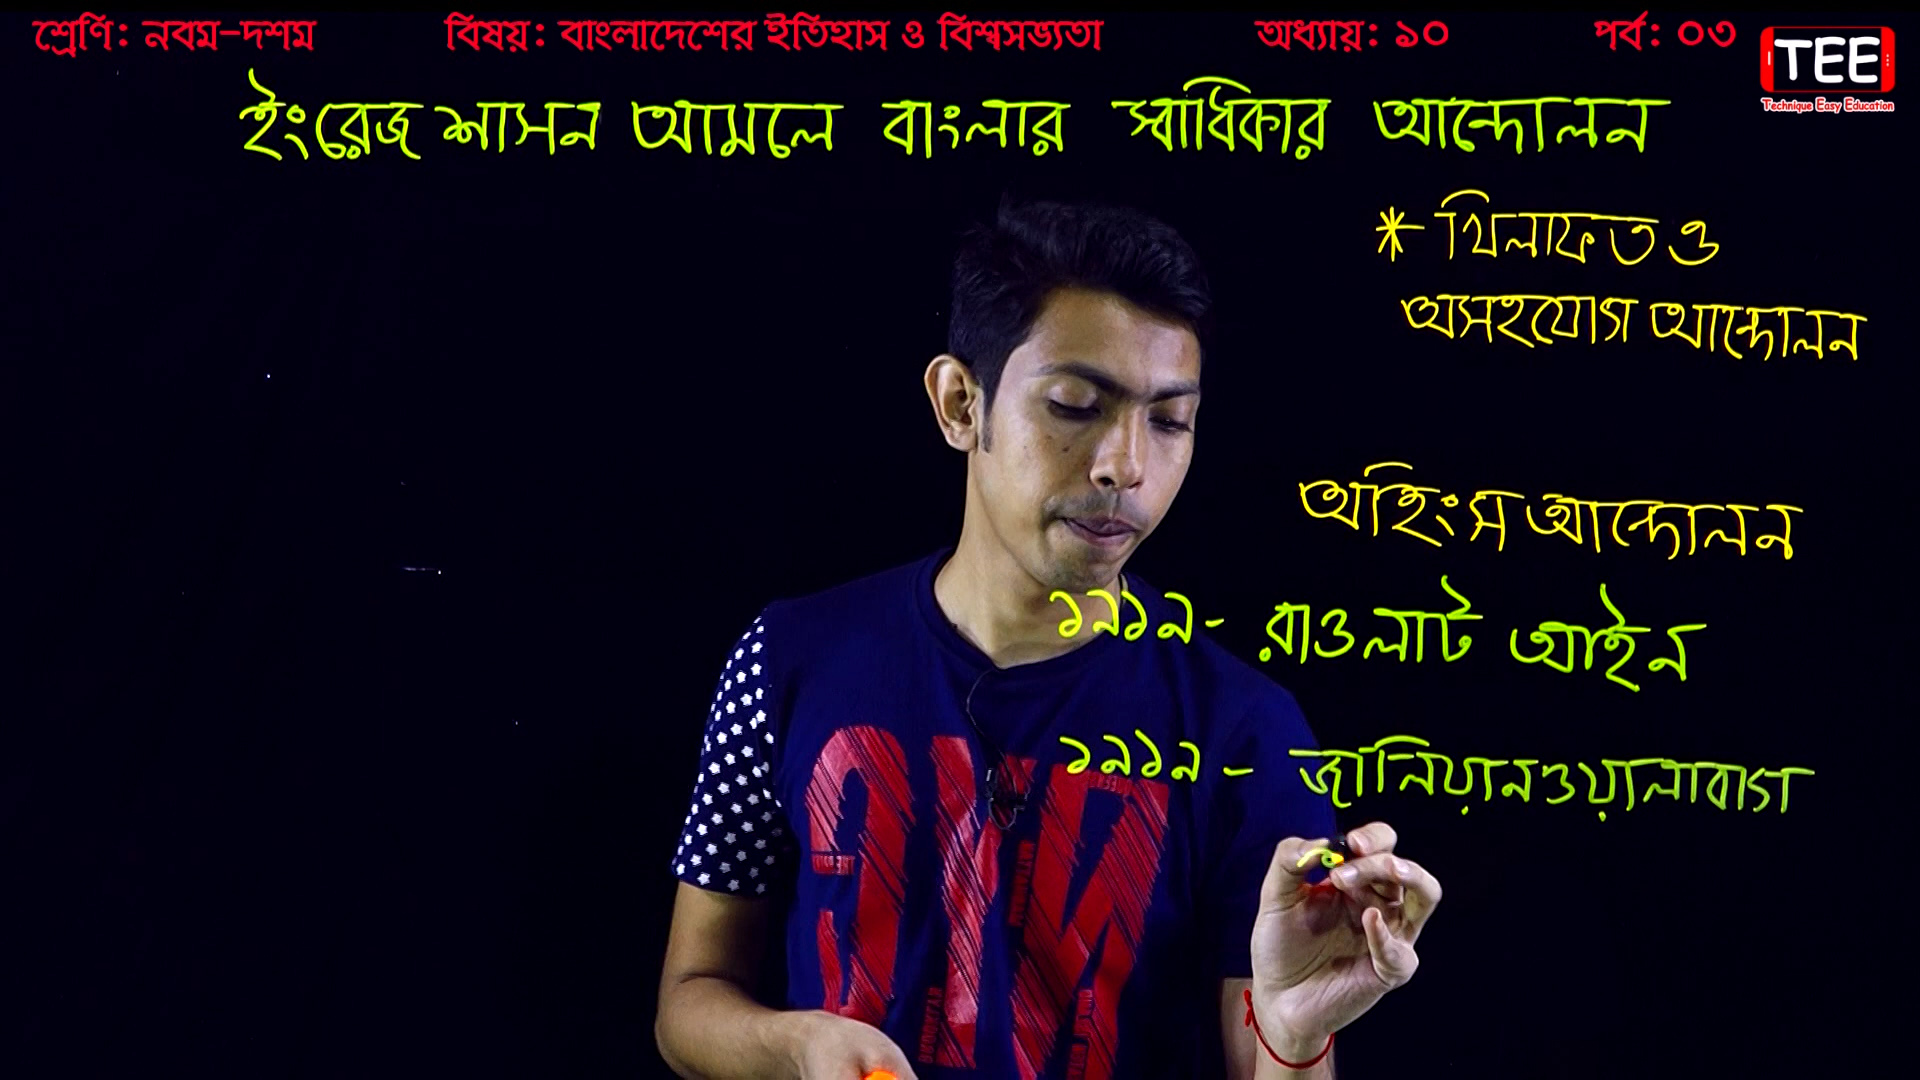 শ্রেণি: নবম-দশম বিষয়: বাংলাদেশের ইতিহাস ও বিশ্বসভ্যতা অধ্যায়: ১০ পর্ব: ০৩
TEE
Technique Easy Education
ইংরেজ শাসন আমলে বাংলার স্বাধিকার আন্দোলন
* খিলাফত ও
অসহযোগ আন্দোলন
অহিংস আন্দোলন
১৯১৯- রাওলাট আইন
১৯১৯ - জালিয়ানওয়ালাবাগ